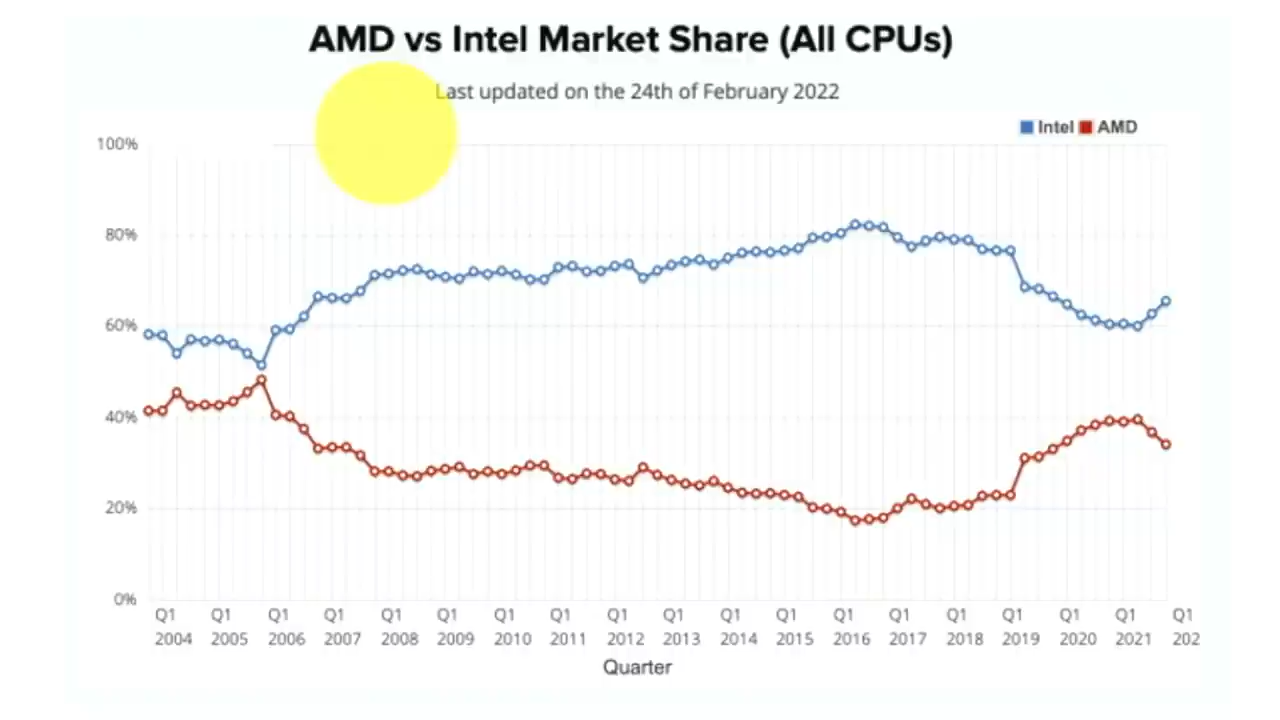 AMD vs Intel Market Share (All CPUs)
Last updated on the 24th of February 2022
Intel AMD
100%
80%
60%
40%
20%
0%
Q1 Q1 Q1 Q1 Q1 Q1 Q1 Q1 Q1 Q1 Q1 Q1 Q1 Q1 Q1 Q1 Q1 Q1 Q1
2004 2005 2006 2007 2008 2009 2010 2011 2012 2013 2014 2015 2016 2017 2018 2019 2020 2021 202
Quarter